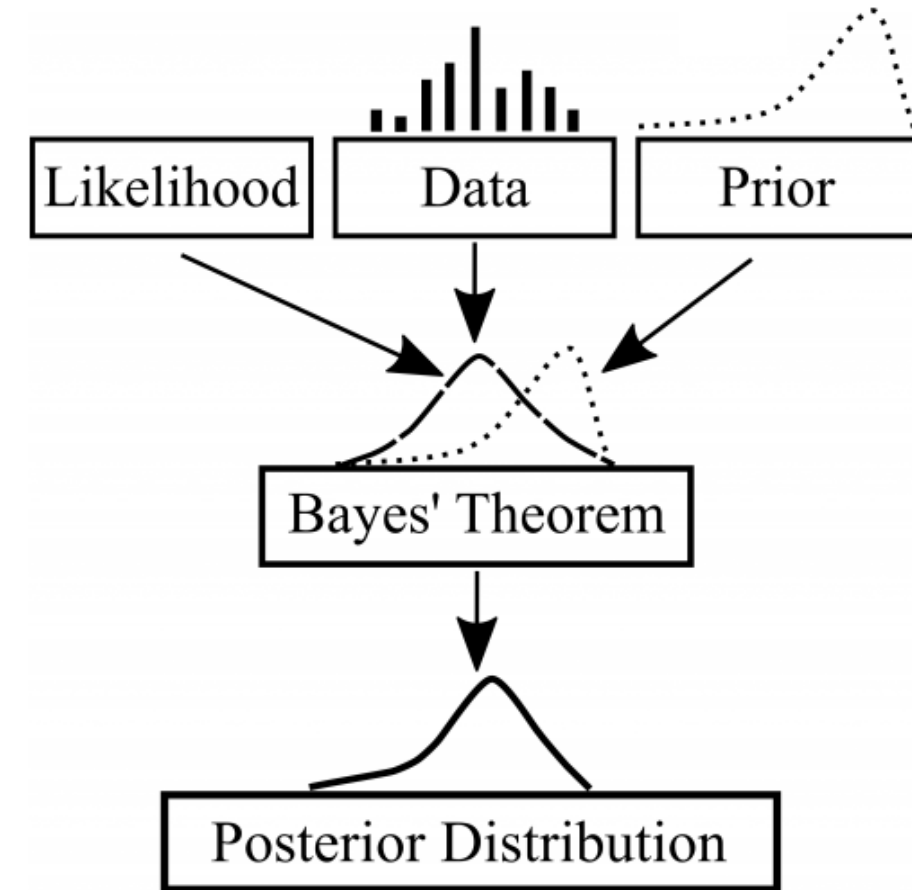 Likelihood
Data
Prior
Bayes' Theorem
Posterior Distribution